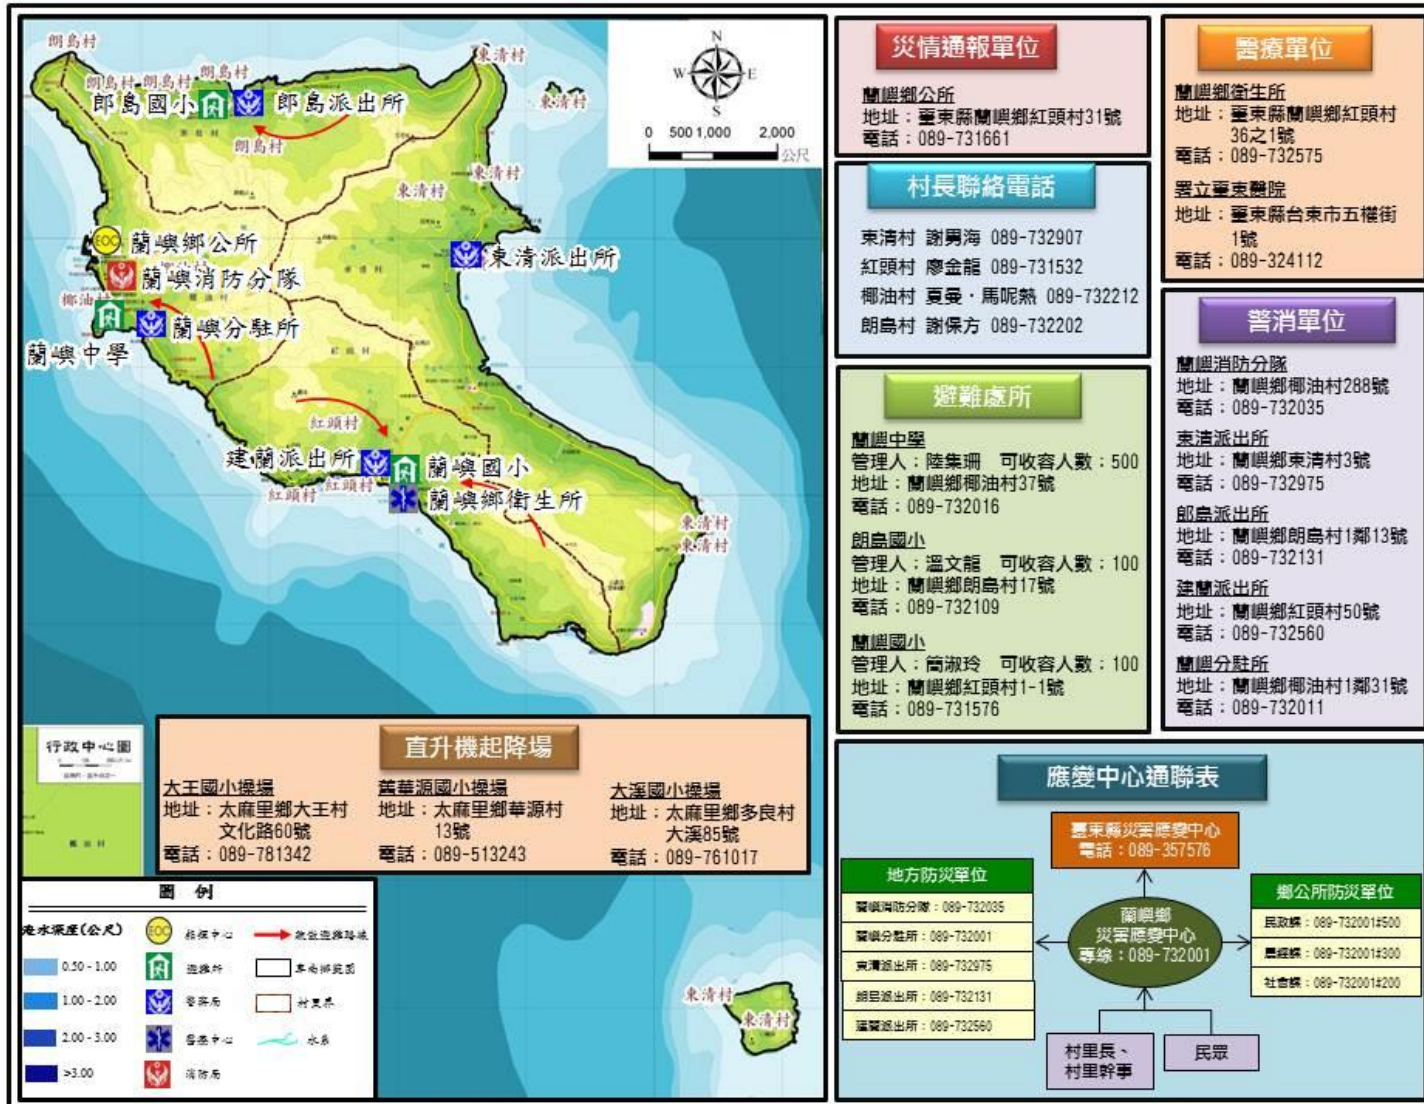 朗島村
朗島村
朗島村
朗島村
東清村
東清村
郎島國小
郎島派出所
朗島村
東清村
東清村
蘭嶼鄉公所
蘭嶼消防分隊
椰油村
蘭嶼分駐所
蘭嶼中學
東清派出所
紅頭村
紅頭村
建蘭派出所
蘭嶼國小
紅頭村
紅頭村
蘭嶼鄉衛生所
東清村
東清村
東清村
東清村
EOC
N
W
E
S
0 500 1,000 2,000
公尺
災情通報單位
蘭嶼鄉公所
地址：臺東縣蘭嶼鄉紅頭村31號
電話：089-731661
村長聯絡電話
東清村 謝男海 089-732907
紅頭村 廖金龍 089-731532
椰油村 夏曼·馬呢熱 089-732212
朗島村 謝保方 089-732202
避難處所
蘭嶼中學
管理人：陸集珊 可收容人數：500
地址：蘭嶼鄉椰油村37號
電話：089-732016
朗島國小
管理人：溫文龍 可收容人數：100
地址：蘭嶼鄉朗島村17號
電話：089-732109
蘭嶼國小
管理人：簡淑玲 可收容人數：100
地址：蘭嶼鄉紅頭村1-1號
電話：089-731576
醫療單位
蘭嶼鄉衛生所
地址：臺東縣蘭嶼鄉紅頭村
36之1號
電話：089-732575
署立臺東醫院
地址：臺東縣台東市五權街
1號
電話：089-324112
警消單位
蘭嶼消防分隊
地址：蘭嶼鄉椰油村288號
電話：089-732035
東清派出所
地址：蘭嶼鄉東清村3號
電話：089-732975
郎島派出所
地址：蘭嶼鄉朗島村1鄰13號
電話：089-732131
建蘭派出所
地址：蘭嶼鄉紅頭村50號
電話：089-732560
蘭嶼分駐所
地址：蘭嶼鄉椰油村1鄰31號
電話：089-732011
行政中心圖
椰油村
直升機起降場
大王國小操場
地址：太麻里鄉大王村
文化路60號
電話：089-781342
舊華源國小操場
地址：太麻里鄉華源村
13號
電話：089-513243
大溪國小操場
地址：太麻里鄉多良村
大溪85號
電話：089-761017
圖 例
淹水深度(公尺)
0.50 - 1.00
1.00 - 2.00
2.00 - 3.00
>3.00
EOC
指揮中心
避難所
警察局
醫療中心
消防局
疏散避難路線
村里界
水系
應變中心通聯表
臺東縣災害應變中心
電話：089-357576
地方防災單位
蘭嶼消防分隊：089-732035
蘭嶼分駐所：089-732001
東清派出所：089-732975
朗島派出所：089-732131
建蘭派出所：089-732560
蘭嶼鄉
災害應變中心
專線：089-732001
鄉公所防災單位
民政課：089-732001#500
農經課：089-732001#300
社會課：089-732001#200
村里長、
村里幹事
民眾